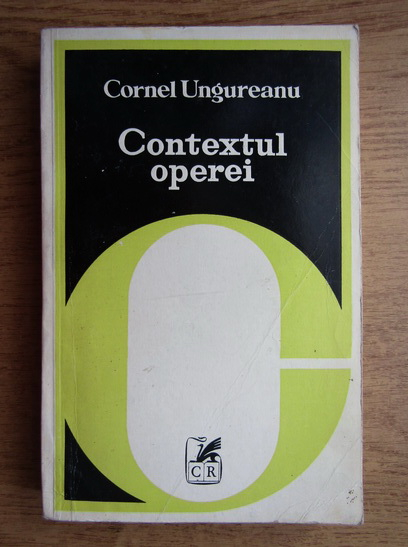 Cornel Ungureanu
Contextul
operei
CR